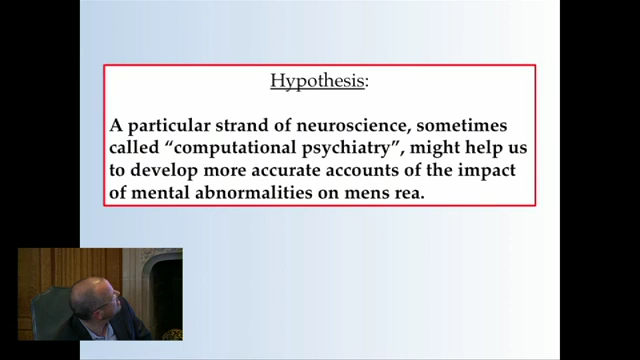 Hypothesis:
A particular strand of neuroscience, sometimes
called “computational psychiatry”, might help us
to develop more accurate accounts of the impact
of mental abnormalities on mens rea.